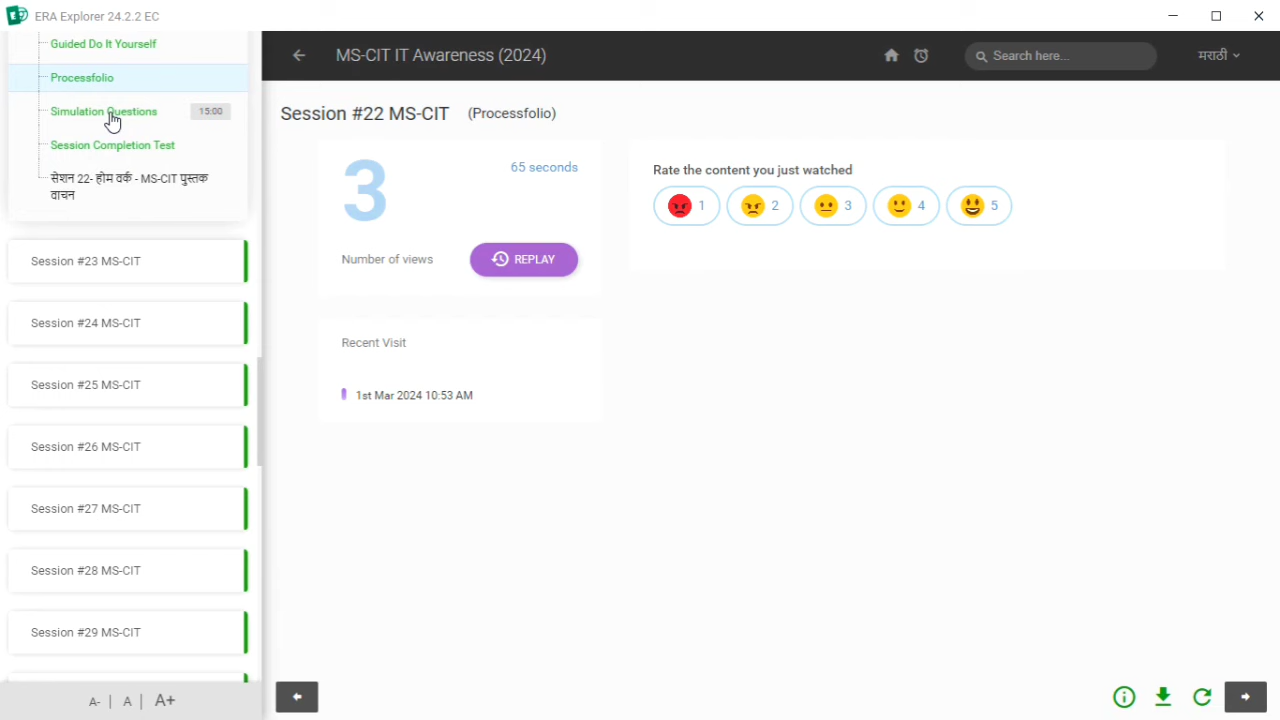 ERA Explorer 24.2.2 EC
Guided Do It Yourself
Processfolio
Simulation Questions 15:00
Session Completion Test
सेशन 22- होम वर्क - MS-CIT पुस्तक
वाचन
Session #23 MS-CIT
Session #24 MS-CIT
Session #25 MS-CIT
Session #26 MS-CIT
Session #27 MS-CIT
Session #28 MS-CIT
Session #29 MS-CIT
A- | A | A+
MS-CIT IT Awareness (2024)
Search here...
मराठी
Session #22 MS-CIT (Processfolio)
3
65 seconds
Number of views
REPLAY
Rate the content you just watched
1 2 3 4 5
Recent Visit
1st Mar 2024 10:53 AM